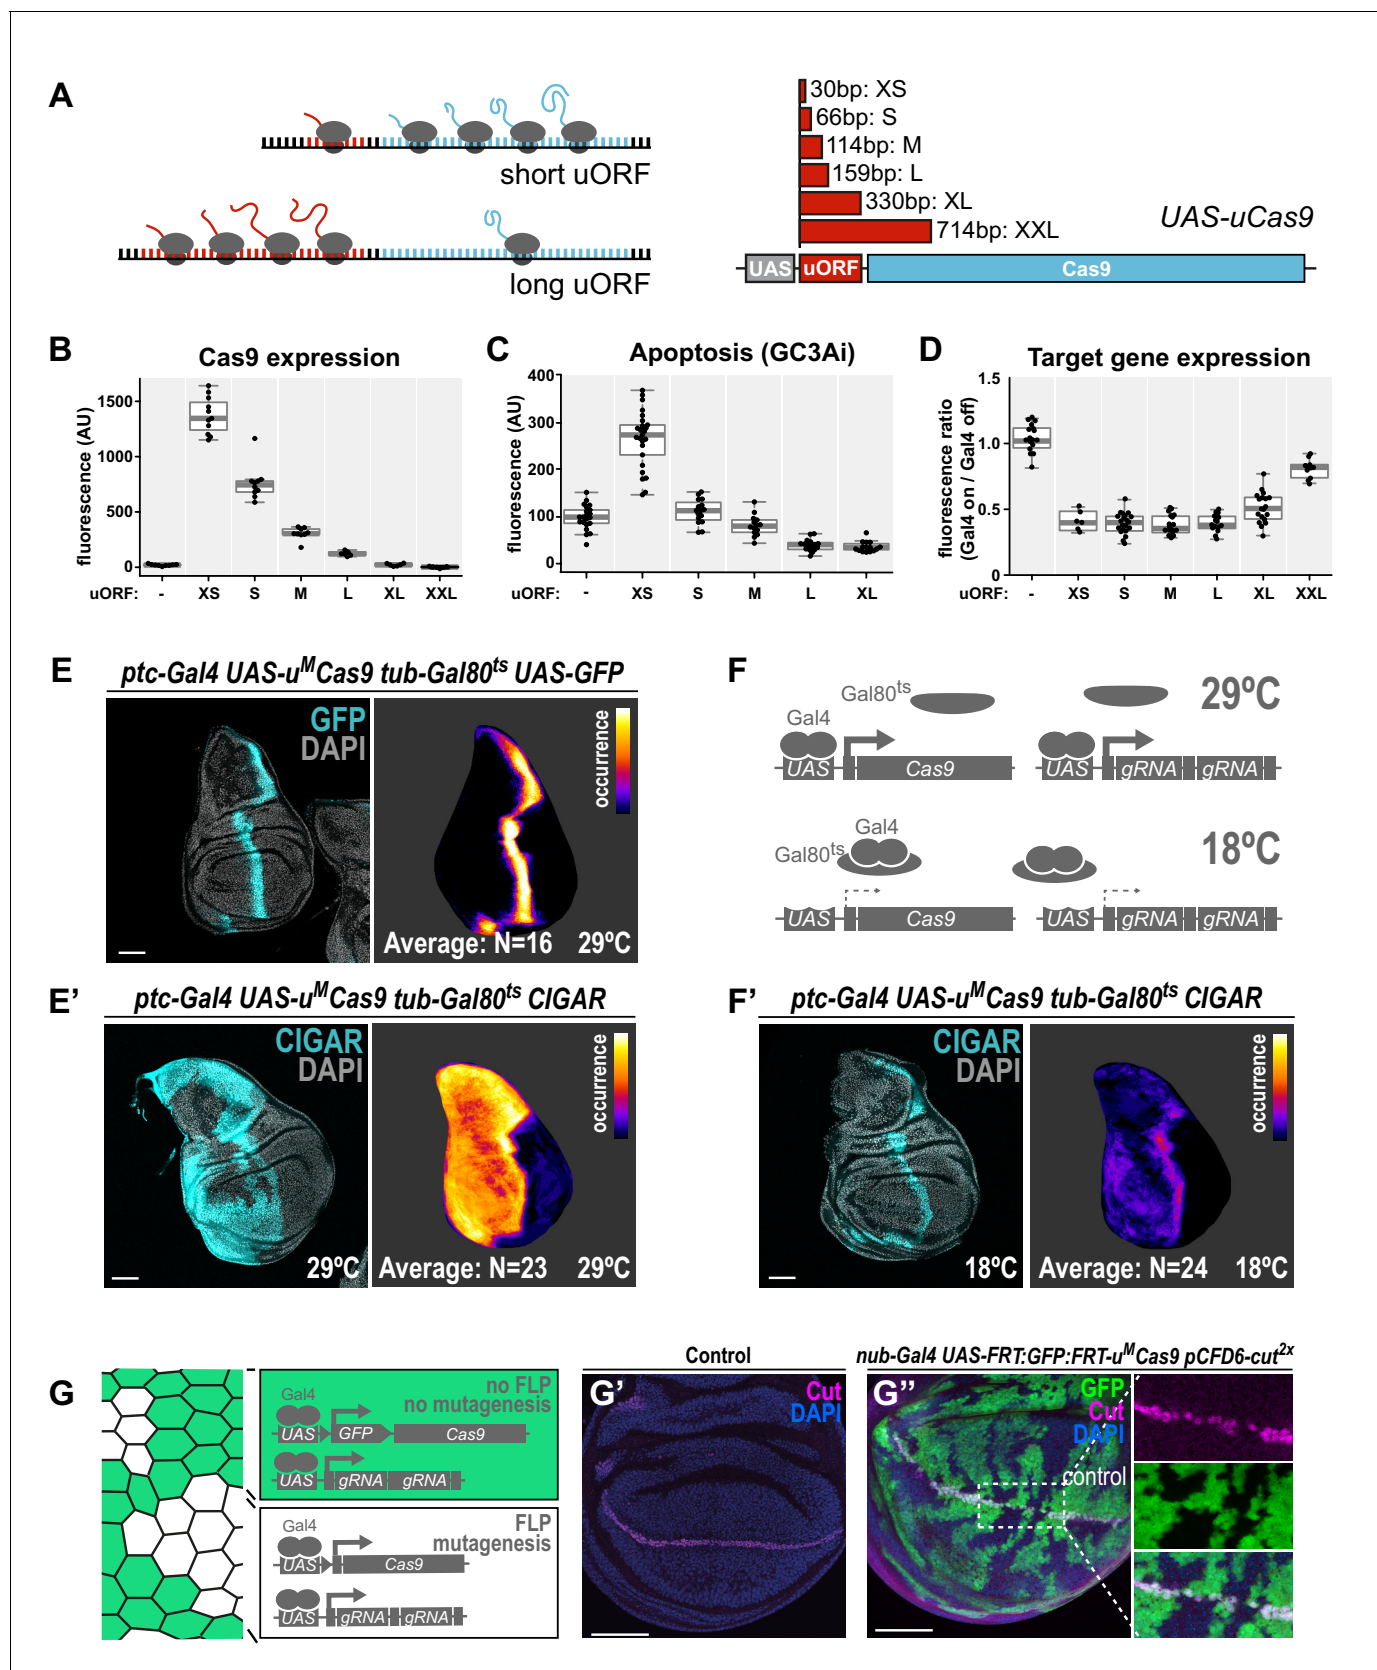 A
short uORF
long uORF
30bp: XS
66bp: S
114bp: M
159bp: L
330bp: XL
714bp: XXL
UAS-uCas9
UAS uORF Cas9
B
Cas9 expression
fluorescence (AU)
1500
1000
500
0
uORF: - XS S M L XL XXL
C
Apoptosis (GC3Ai)
fluorescence (AU)
400
300
200
100
0
uORF: - XS S M L XL
D
Target gene expression
fluorescence ratio
(Gal4 on / Gal4 off)
1.5
1.0
0.5
0
uORF: - XS S M L XL XXL
E
ptc-Gal4 UAS-uᴹCas9 tub-Gal80ᵗˢ UAS-GFP
GFP
DAPI
occurrence
Average: N=16 29ºC
F
Gal80ᵗˢ
29ºC
Gal4
UAS Cas9 UAS gRNA gRNA
Gal4
Gal80ᵗˢ
18ºC
UAS Cas9 UAS gRNA gRNA
E'
ptc-Gal4 UAS-uᴹCas9 tub-Gal80ᵗˢ CIGAR
CIGAR
DAPI
29ºC
occurrence
Average: N=23 29ºC
F'
ptc-Gal4 UAS-uᴹCas9 tub-Gal80ᵗˢ CIGAR
CIGAR
DAPI
18ºC
occurrence
Average: N=24 18ºC
G
no FLP
no mutagenesis
Gal4
UAS GFP Cas9
UAS gRNA gRNA
FLP
mutagenesis
Gal4
UAS Cas9
UAS gRNA gRNA
Control
G'
Cut
DAPI
nub-Gal4 UAS-FRT:GFP:FRT-uᴹCas9 pCFD6-cut²ˣ
G''
GFP
Cut
DAPI
control